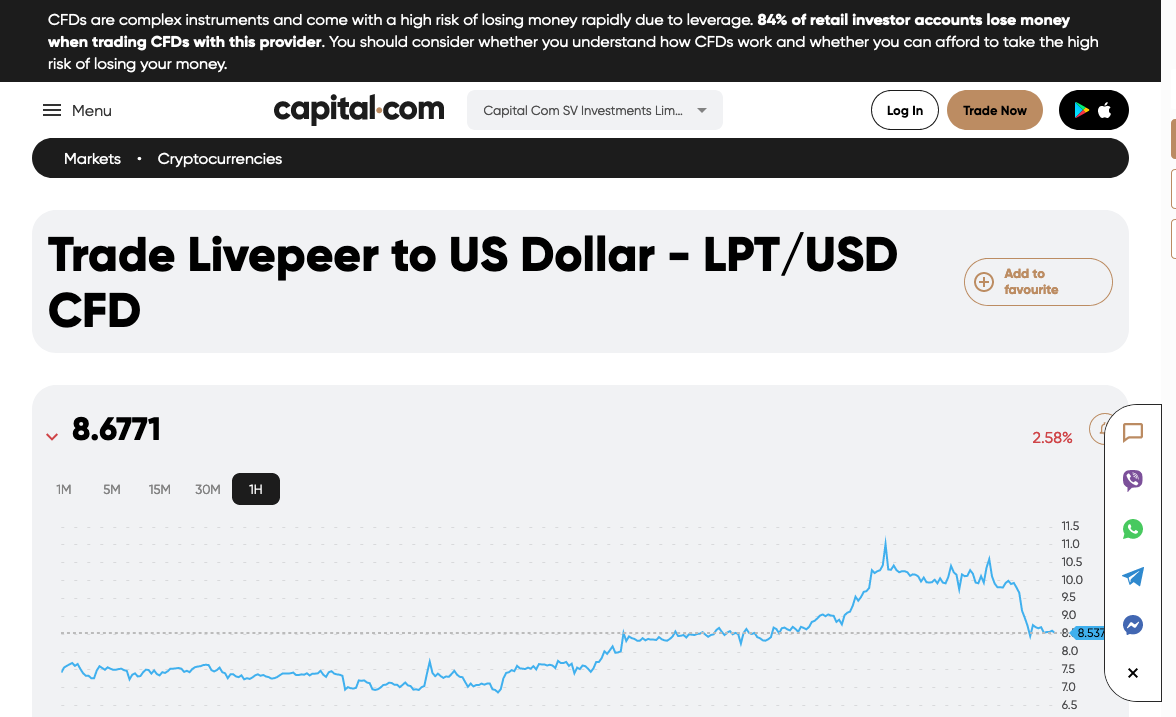 CFDs are complex instruments and come with a high risk of losing money rapidly due to leverage. 84% of retail investor accounts lose money
when trading CFDs with this provider. You should consider whether you understand how CFDs work and whether you can afford to take the high
risk of losing your money.
Menu
capital.com
Capital Com SV Investments Lim...
Log In
Trade Now
Markets • Cryptocurrencies
Trade Livepeer to US Dollar - LPT/USD
CFD
Add to
favourite
8.6771
2.58%
1M 5M 15M 30M 1H
11.5
11.0
10.5
10.0
9.5
9.0
8.537
8.0
7.5
7.0
6.5